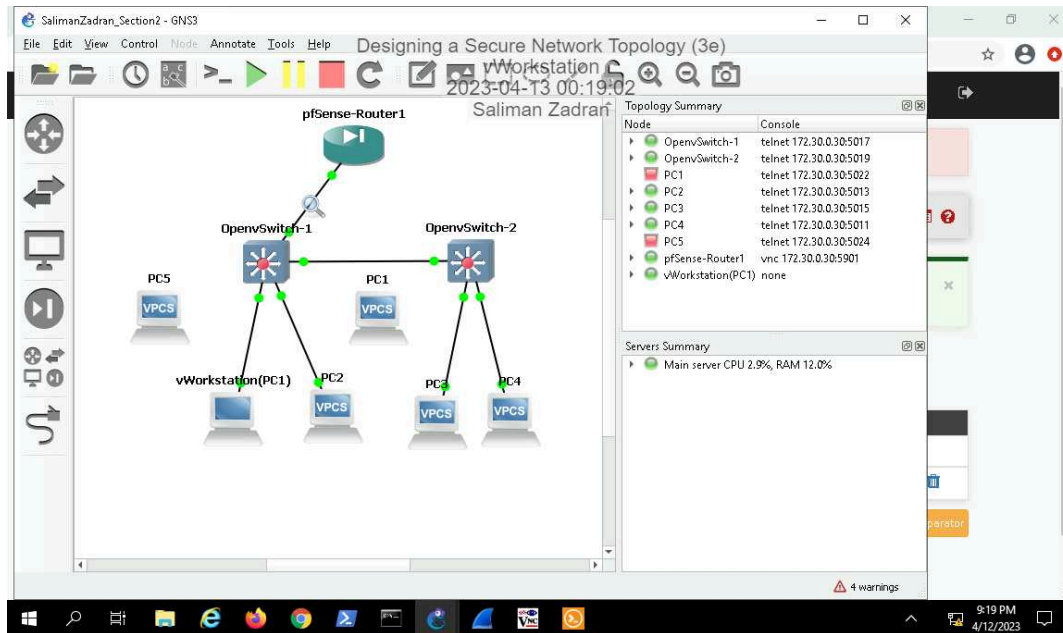 SalimanZadran_Section2 - GNS3
File Edit View Control Node Annotate Tools Help
Designing a Secure Network Topology (3e)
vWorkstation
2023-04-13 00:19:02
Saliman Zadran
pfSense-Router1
OpenvSwitch-1
OpenvSwitch-2
PC5
VPCS
PC1
VPCS
vWorkstation(PC1)
PC2
VPCS
PC3
VPCS
PC4
VPCS
Topology Summary
Node Console
OpenvSwitch-1 telnet 172.30.0.30:5017
OpenvSwitch-2 telnet 172.30.0.30:5019
PC1 telnet 172.30.0.30:5022
PC2 telnet 172.30.0.30:5013
PC3 telnet 172.30.0.30:5015
PC4 telnet 172.30.0.30:5011
PC5 telnet 172.30.0.30:5024
pfSense-Router1 vnc 172.30.0.30:5901
vWorkstation(PC1) none
Servers Summary
Main server CPU 2.9%, RAM 12.0%
parator
4 warnings
9:19 PM
4/12/2023